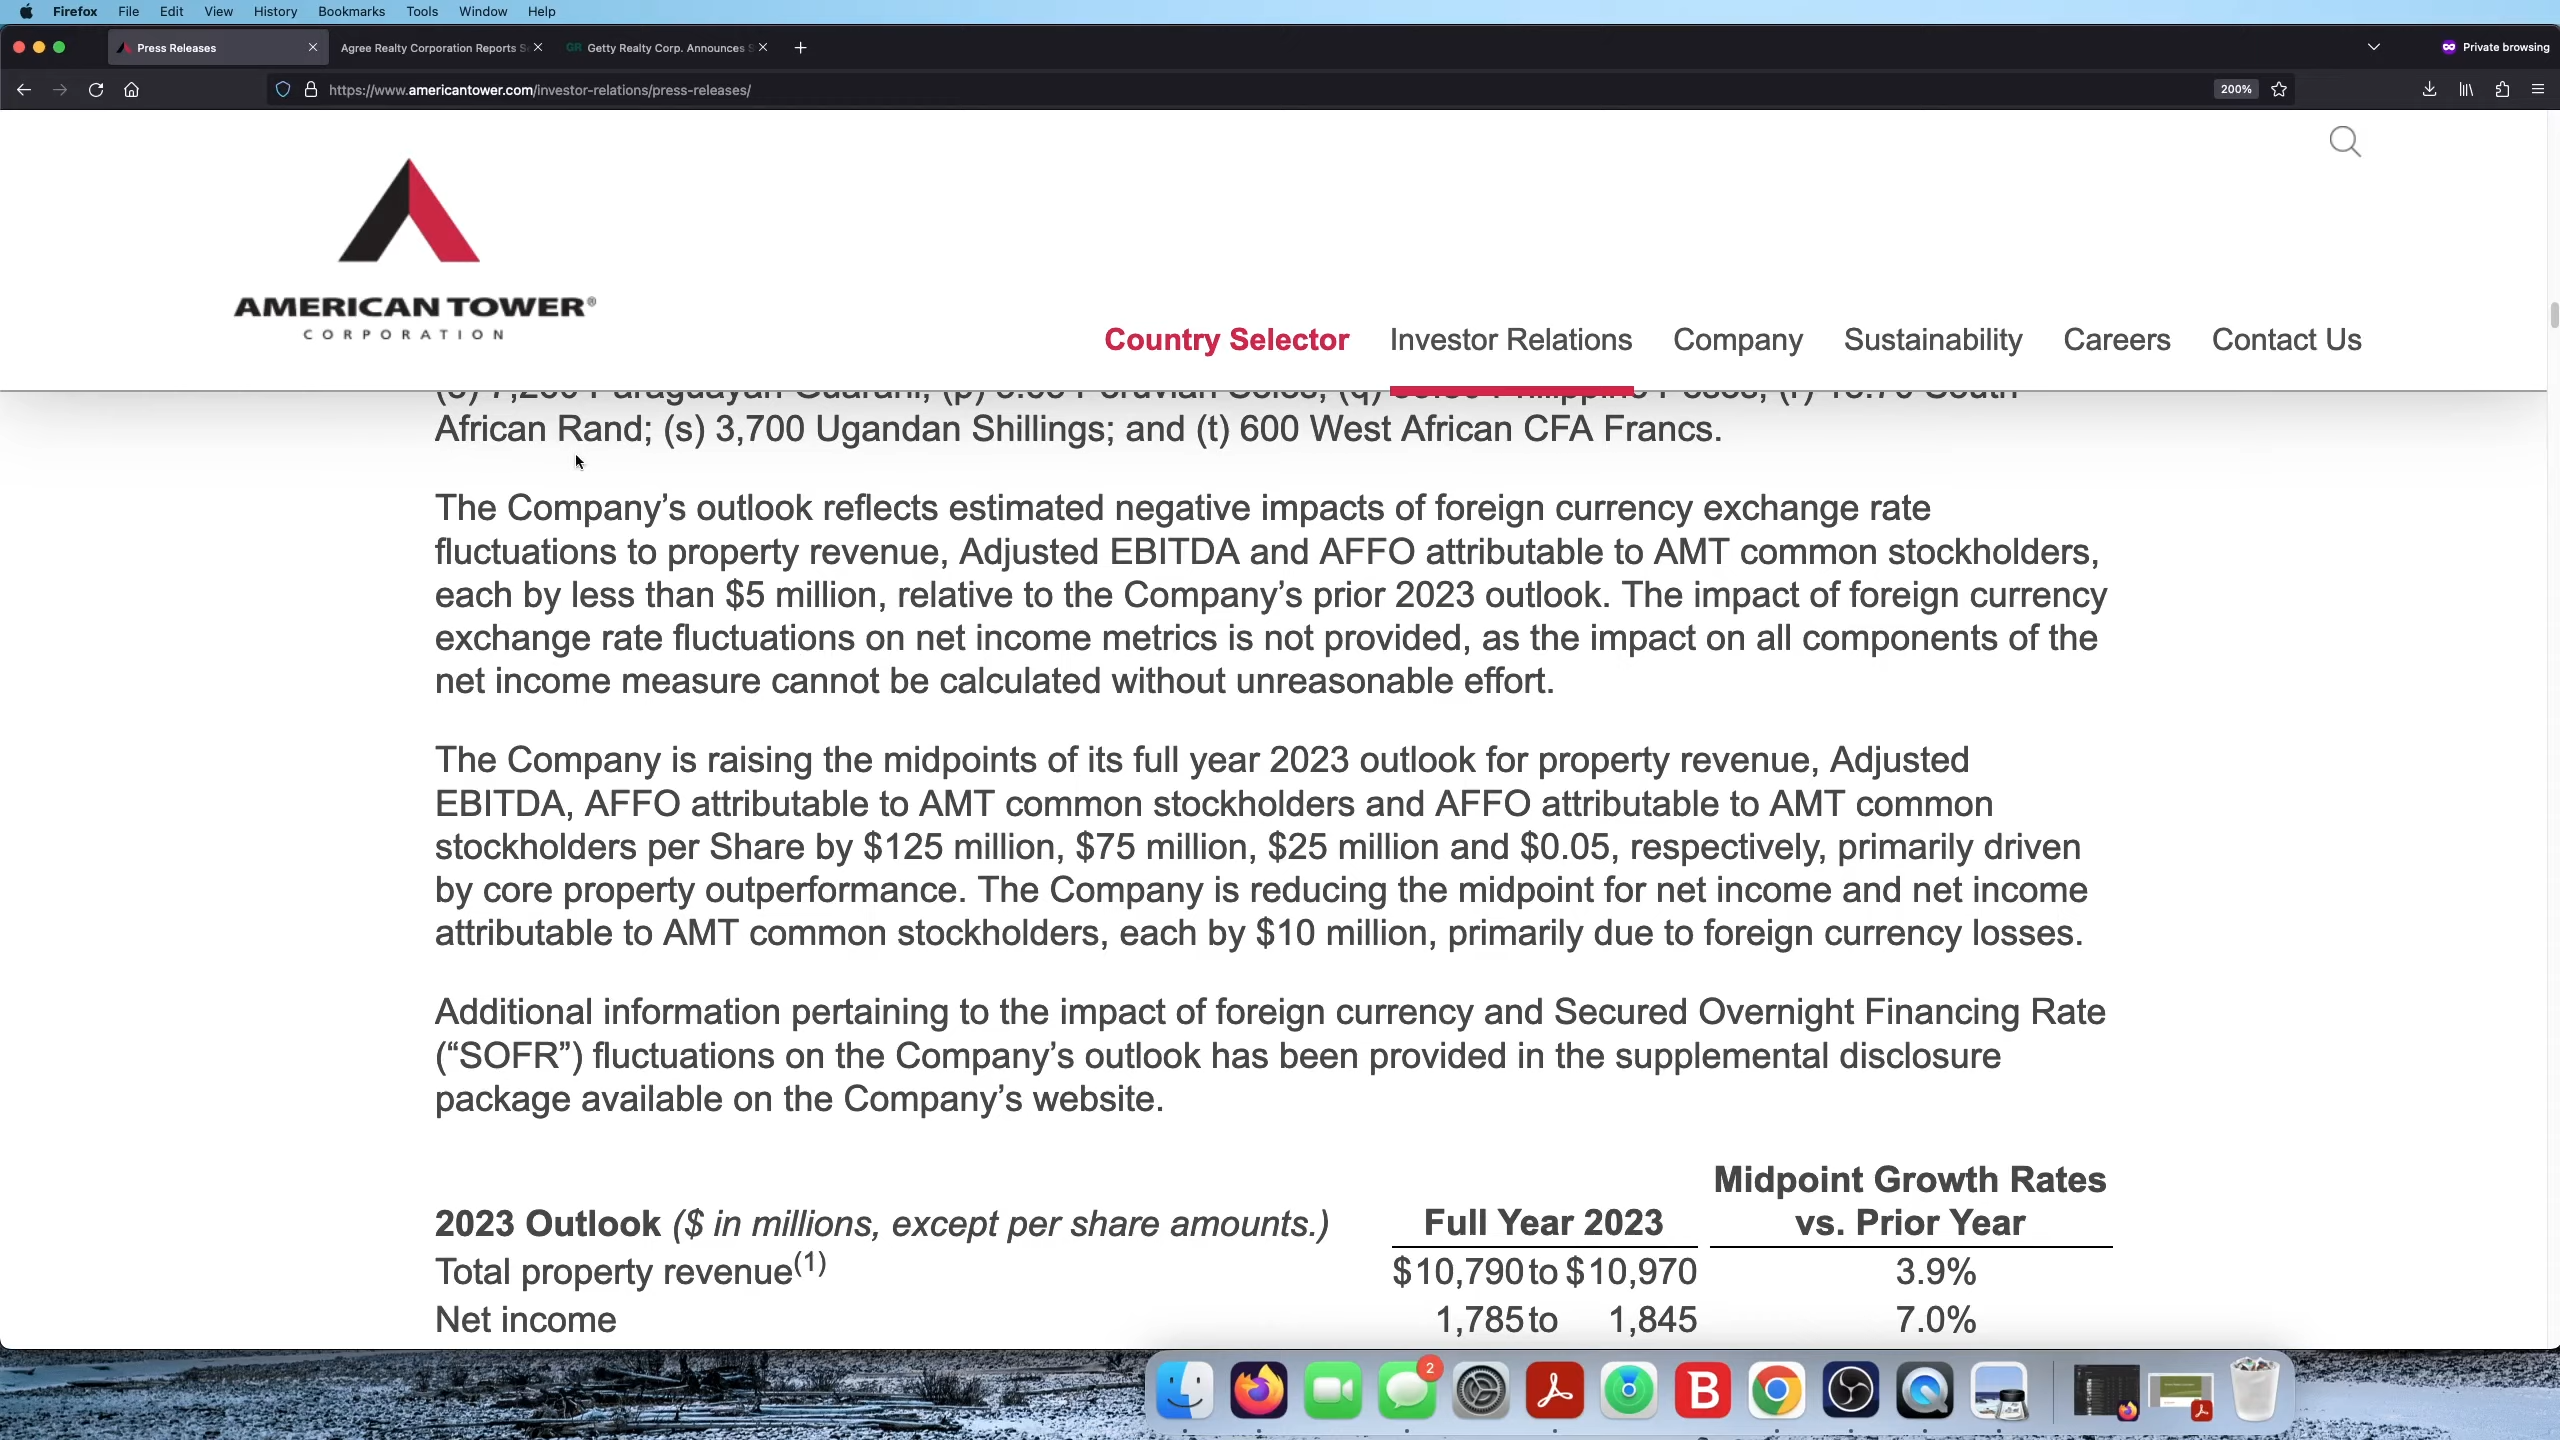 Firefox File Edit View History Bookmarks Tools Window Help
Press Releases
Agree Realty Corporation Reports S
GR Getty Realty Corp. Announces S
Private browsing
https://www.americantower.com/investor-relations/press-releases/
200%
AMERICAN TOWER®
CORPORATION
Country Selector Investor Relations Company Sustainability Careers Contact Us
African Rand; (s) 3,700 Ugandan Shillings; and (t) 600 West African CFA Francs.
The Company’s outlook reflects estimated negative impacts of foreign currency exchange rate
fluctuations to property revenue, Adjusted EBITDA and AFFO attributable to AMT common stockholders,
each by less than $5 million, relative to the Company’s prior 2023 outlook. The impact of foreign currency
exchange rate fluctuations on net income metrics is not provided, as the impact on all components of the
net income measure cannot be calculated without unreasonable effort.
The Company is raising the midpoints of its full year 2023 outlook for property revenue, Adjusted
EBITDA, AFFO attributable to AMT common stockholders and AFFO attributable to AMT common
stockholders per Share by $125 million, $75 million, $25 million and $0.05, respectively, primarily driven
by core property outperformance. The Company is reducing the midpoint for net income and net income
attributable to AMT common stockholders, each by $10 million, primarily due to foreign currency losses.
Additional information pertaining to the impact of foreign currency and Secured Overnight Financing Rate
(“SOFR”) fluctuations on the Company’s outlook has been provided in the supplemental disclosure
package available on the Company’s website.
Midpoint Growth Rates
2023 Outlook ($ in millions, except per share amounts.) Full Year 2023 vs. Prior Year
Total property revenue(1) $10,790 to $10,970 3.9%
Net income 1,785 to 1,845 7.0%
2
B